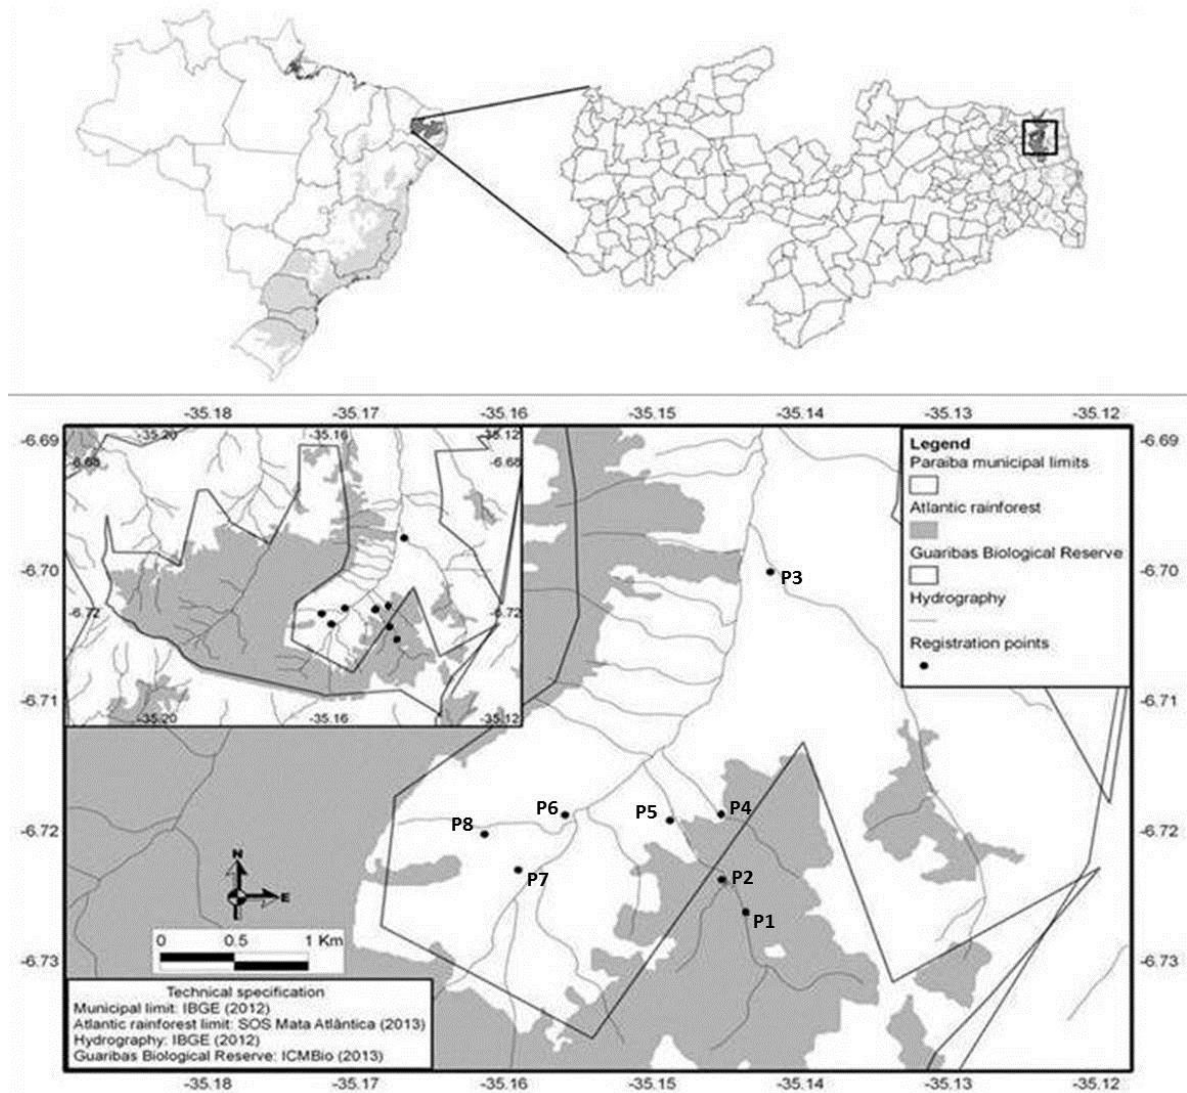 -35.18 -35.17 -35.16 -35.15 -35.14 -35.13 -35.12
-6.69 -35.20 -35.16 -35.12 -6.69
-6.68 -6.68
Legend
Paraiba municipal limits
Atlantic rainforest
Guaribas Biological Reserve
Hydrography
Registration points
-6.70 P3 -6.70
-6.72 -6.72
-6.71 -6.71
-35.20 -35.16 -35.12
-6.72 P8 P6 P5 P4 -6.72
P7 P2
P1
N
E
0 0.5 1 Km
-6.73 -6.73
Technical specification
Municipal limit: IBGE (2012)
Atlantic rainforest limit: SOS Mata Atlântica (2013)
Hydrography: IBGE (2012)
Guaribas Biological Reserve: ICMBio (2013)
-35.18 -35.17 -35.16 -35.15 -35.14 -35.13 -35.12